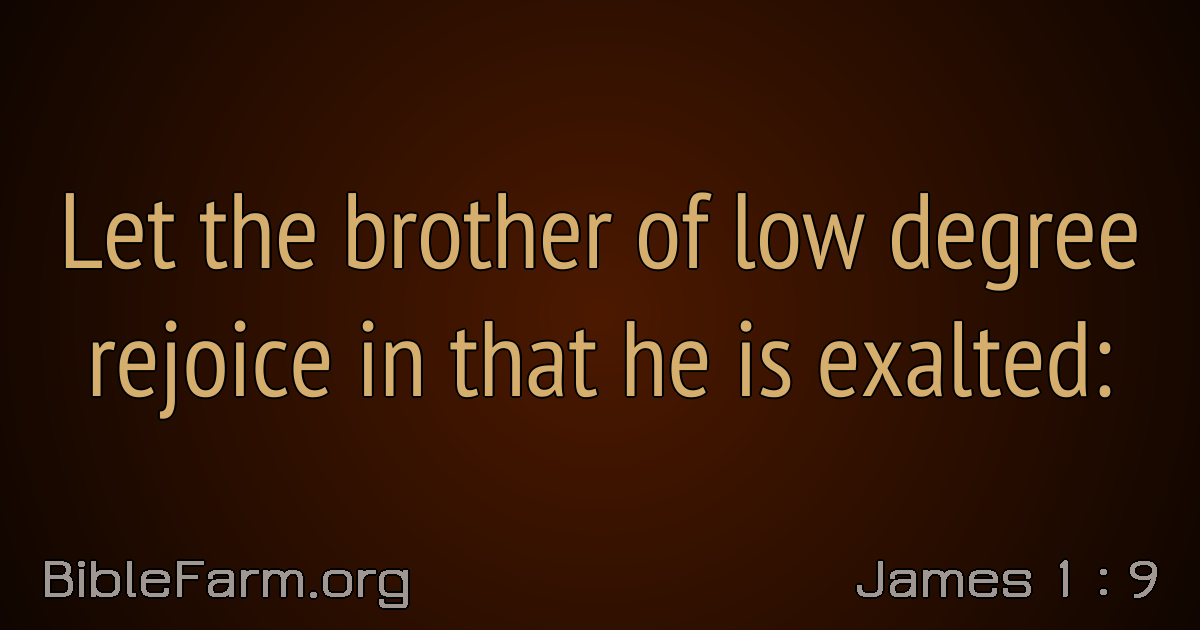 Let the brother of low degree
rejoice in that he is exalted:
BibleFarm.org
James 1 : 9